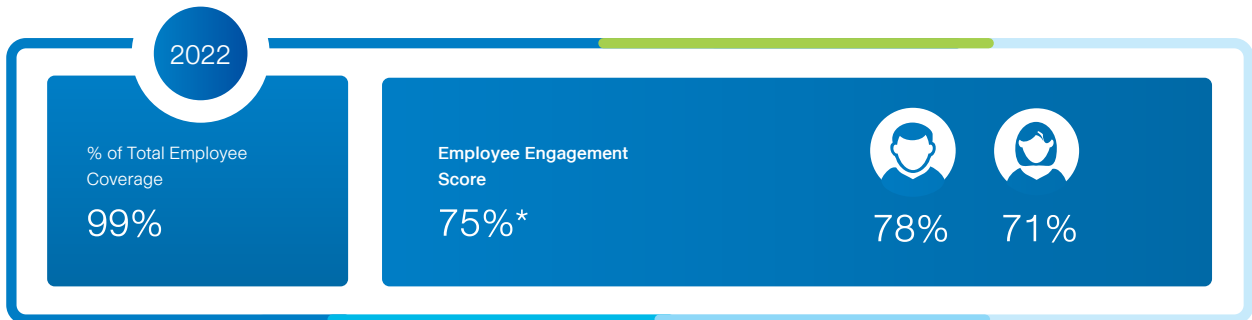 2022
% of Total Employee
Coverage
99%
Employee Engagement
Score
75%*
78%
71%